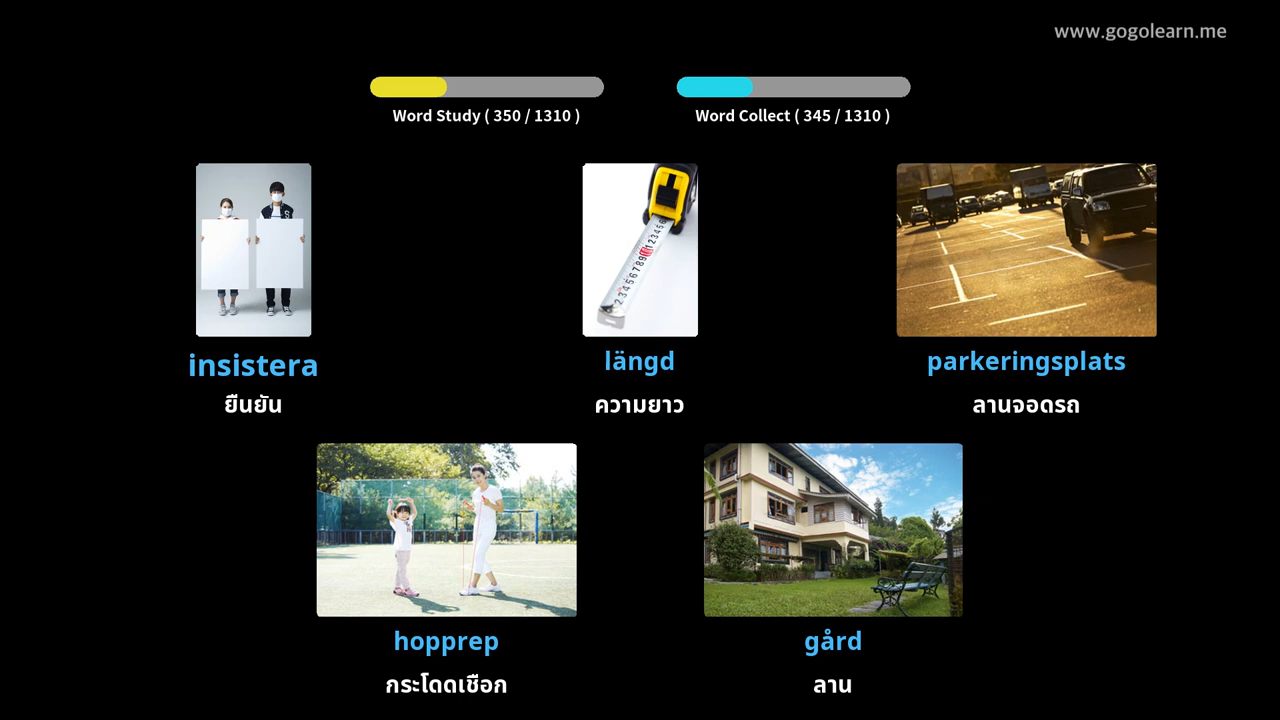 www.gogolearn.me
Word Study ( 350 / 1310 )
Word Collect ( 345 / 1310 )
insistera
ยืนยัน
längd
ความยาว
parkeringsplats
ลานจอดรถ
hopprep
กระโดดเชือก
gård
ลาน